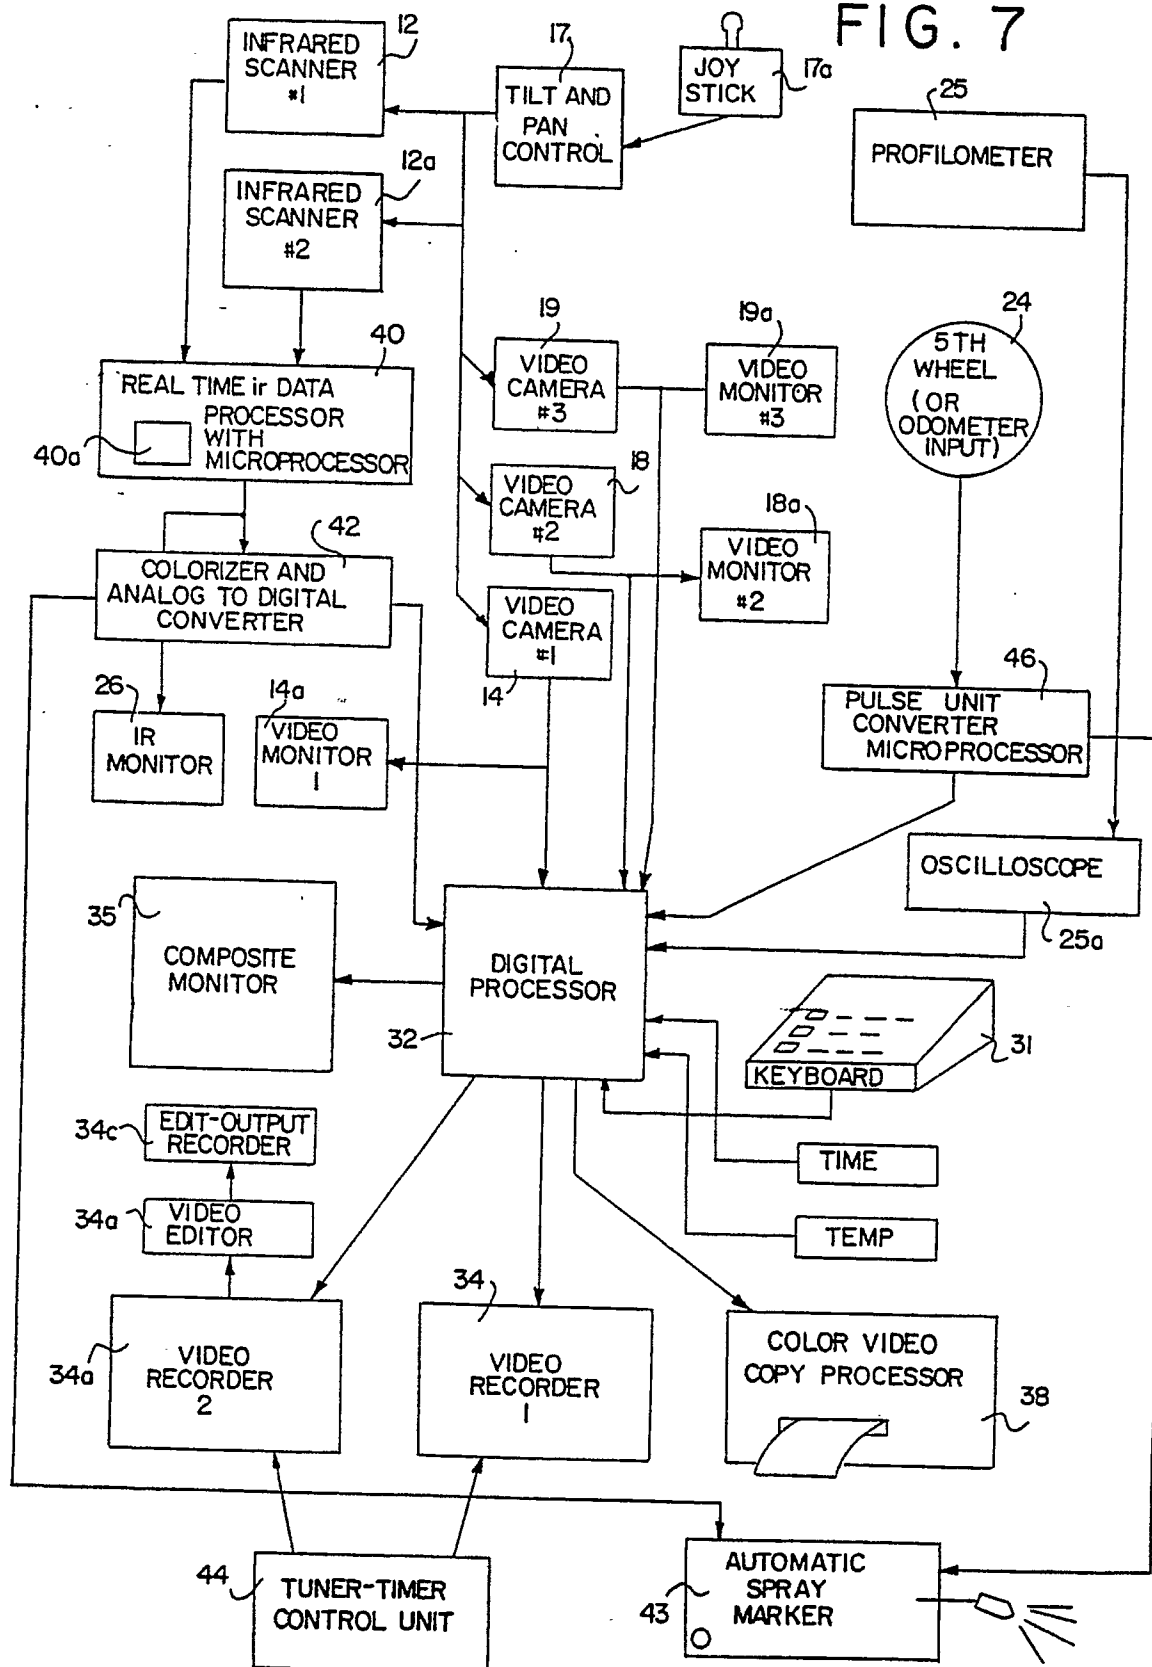 FIG. 7
12
INFRARED
SCANNER
#1
17
TILT AND
PAN
CONTROL
JOY
STICK
17a
25
PROFILOMETER
12a
INFRARED
SCANNER
#2
40
REAL TIME ir DATA
PROCESSOR
WITH
MICROPROCESSOR
40a
19
VIDEO
CAMERA
#3
19a
VIDEO
MONITOR
#3
24
5TH
WHEEL
(OR
ODOMETER
INPUT)
18
VIDEO
CAMERA
#2
18a
VIDEO
MONITOR
#2
42
COLORIZER AND
ANALOG TO DIGITAL
CONVERTER
VIDEO
CAMERA
#1
14
46
PULSE UNIT
CONVERTER
MICROPROCESSOR
26
IR
MONITOR
14a
VIDEO
MONITOR
1
OSCILLOSCOPE
25a
35
COMPOSITE
MONITOR
DIGITAL
PROCESSOR
32
31
KEYBOARD
34c
EDIT-OUTPUT
RECORDER
TIME
34a
VIDEO
EDITOR
TEMP
34a
VIDEO
RECORDER
2
34
VIDEO
RECORDER
1
COLOR VIDEO
COPY PROCESSOR
38
44
TUNER-TIMER
CONTROL UNIT
43
AUTOMATIC
SPRAY
MARKER